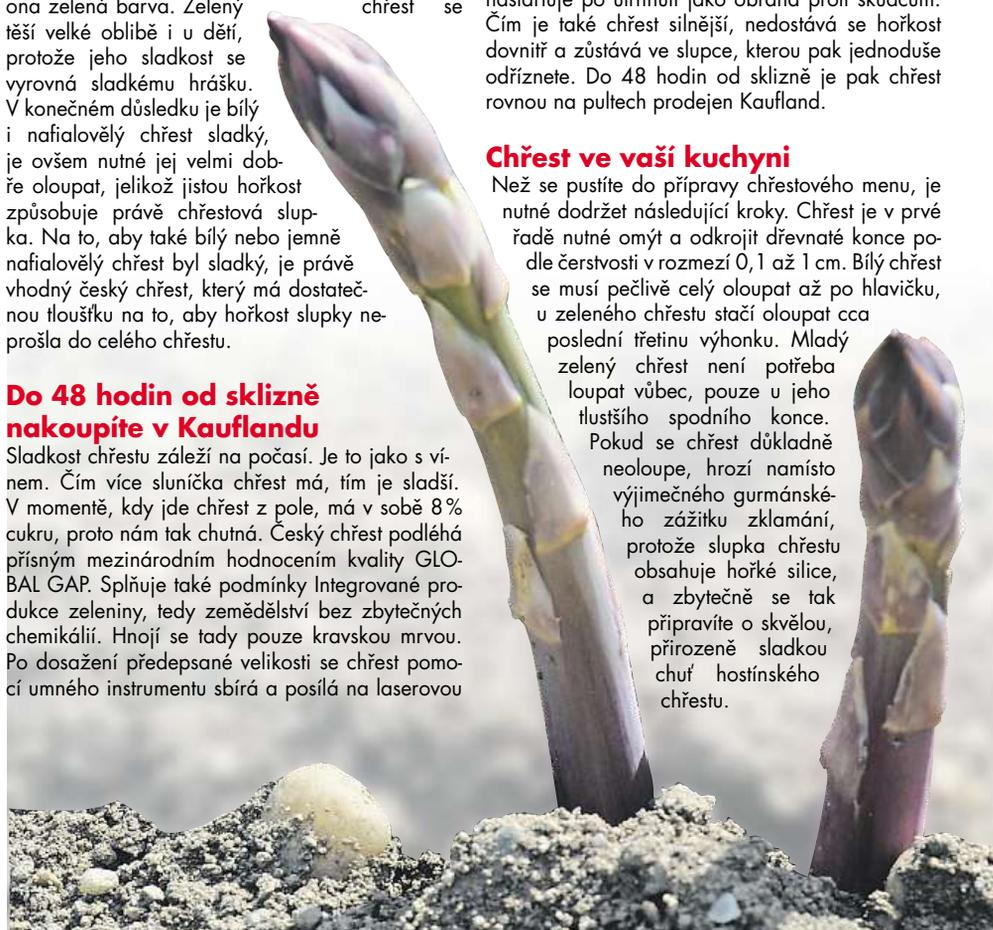 ona zelená barva. Zelený
chřest se
těší velké oblibě i u dětí,
protože jeho sladkost se
vyrovná sladkému hrášku.
V konečném důsledku je bílý
i nafialovělý chřest sladký,
je ovšem nutné jej velmi dob-
ře oloupat, jelikož jistou hořkost
způsobuje právě chřestová slup-
ka. Na to, aby také bílý nebo jemně
nafialovělý chřest byl sladký, je právě
vhodný český chřest, který má dostateč-
nou tloušťku na to, aby hořkost slupky ne-
prošla do celého chřestu.
Do 48 hodin od sklizně
nakoupíte v Kauflandu
Sladkost chřestu záleží na počasí. Je to jako s ví-
nem. Čím více sluníčka chřest má, tím je sladší.
V momentě, kdy jde chřest z pole, má v sobě 8 %
cukru, proto nám tak chutná. Český chřest podléhá
přísným mezinárodním hodnocením kvality GLO-
BAL GAP. Splňuje také podmínky Integrované pro-
dukce zeleniny, tedy zemědělství bez zbytečných
chemikálií. Hnojí se tady pouze kravskou mrvou.
Po dosažení předepsané velikosti se chřest pomo-
cí umného instrumentu sbírá a posílá na laserovou
nastartuje po utrhnutí jako obrana proti škůdcům.
Čím je také chřest silnější, nedostává se hořkost
dovnitř a zůstává ve slupce, kterou pak jednoduše
odříznete. Do 48 hodin od sklizně je pak chřest
rovnou na pultech prodejen Kaufland.
Chřest ve vaší kuchyni
Než se pustíte do přípravy chřestového menu, je
nutné dodržet následující kroky. Chřest je v prvé
řadě nutné omýt a odkrojit dřevnaté konce po-
dle čerstvosti v rozmezí 0,1 až 1 cm. Bílý chřest
se musí pečlivě celý oloupat až po hlavičku,
u zeleného chřestu stačí oloupat cca
poslední třetinu výhonku. Mladý
zelený chřest není potřeba
loupat vůbec, pouze u jeho
tlustšího spodního konce.
Pokud se chřest důkladně
neoloupe, hrozí namísto
výjimečného gurmánské-
ho zážitku zklamání,
protože slupka chřestu
obsahuje hořké silice,
a zbytečně se tak
připravíte o skvělou,
přirozeně sladkou
chuť hostínského
chřestu.